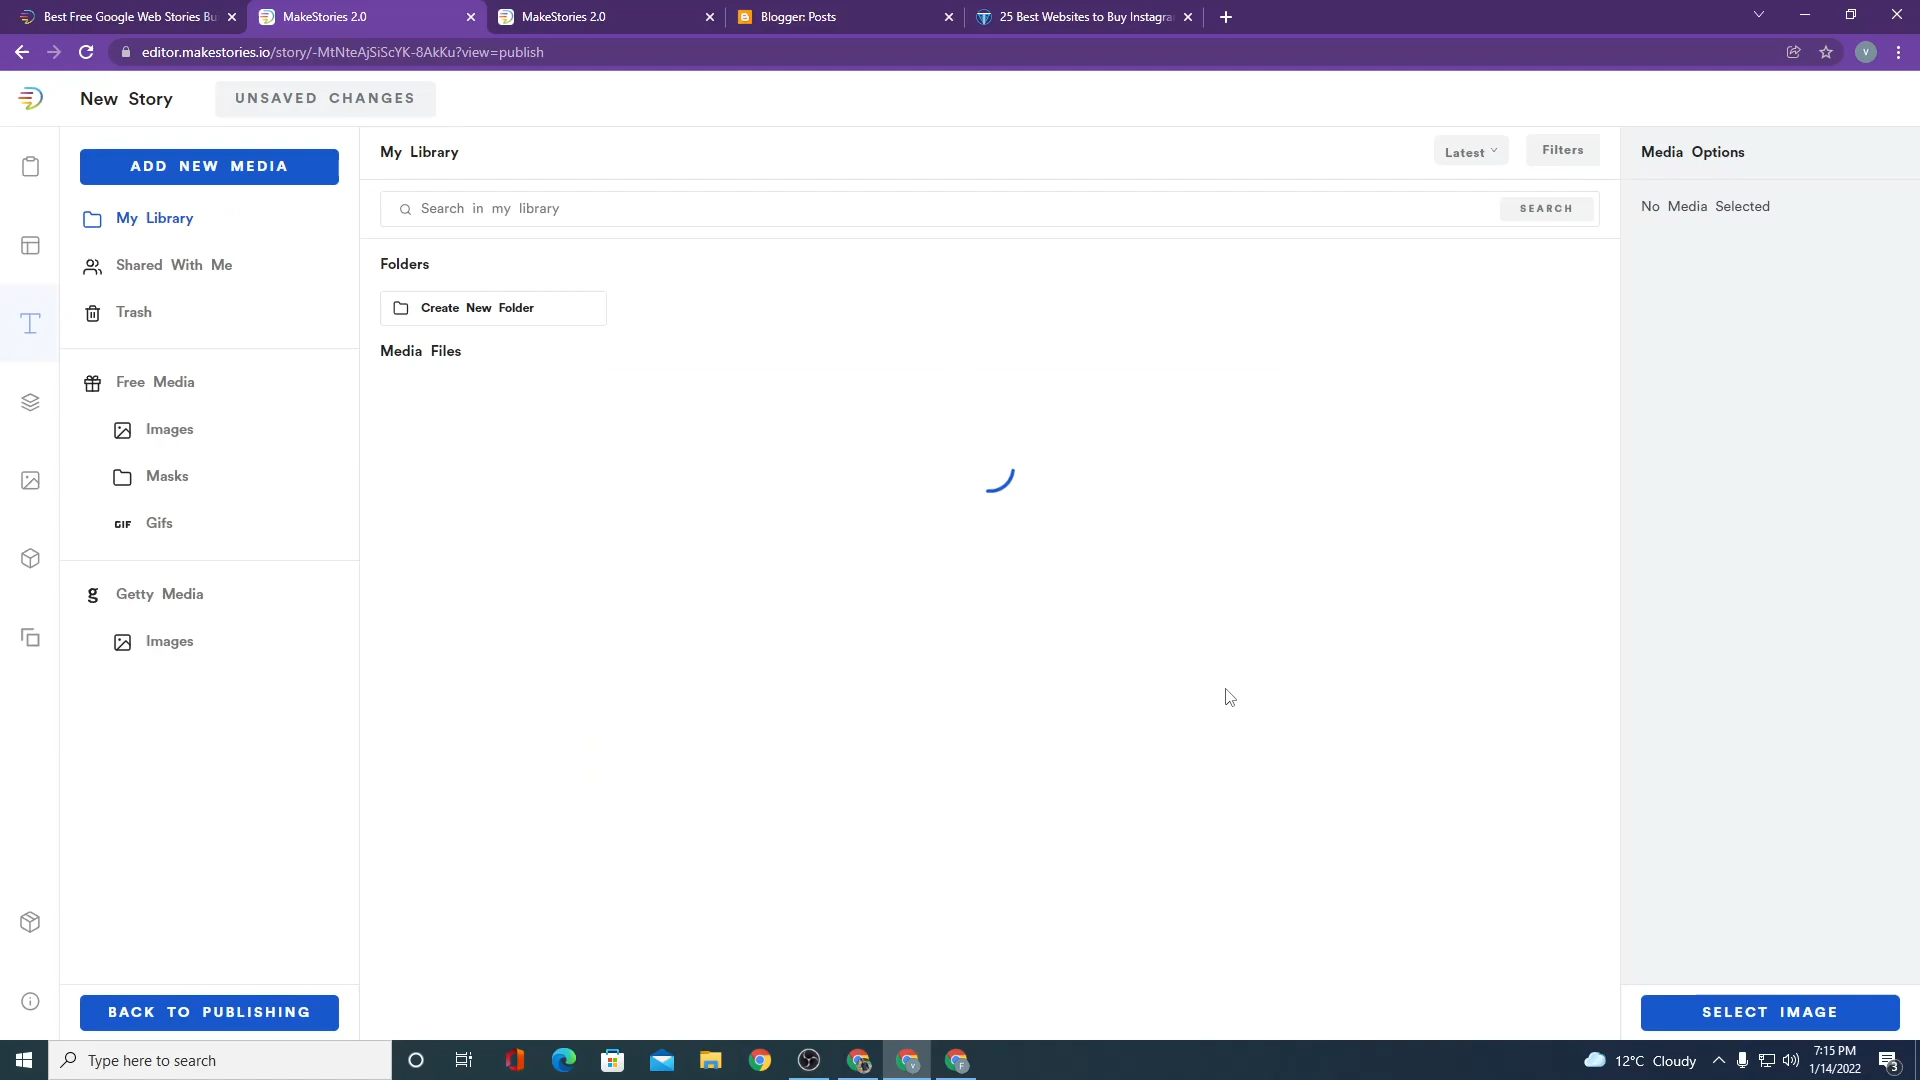 Best Free Google Web Stories Bu
MakeStories 2.0
MakeStories 2.0
Blogger: Posts
25 Best Websites to Buy Instagra
editor.makestories.io/story/-MtNteAjSiScYK-8AkKu?view=publish
V
New Story
UNSAVED CHANGES
ADD NEW MEDIA
My Library
Shared With Me
Trash
Free Media
Images
Masks
GIF Gifs
g Getty Media
Images
BACK TO PUBLISHING
My Library
Latest
Filters
Search in my library
SEARCH
Folders
Create New Folder
Media Files
Media Options
No Media Selected
SELECT IMAGE
Type here to search
12°C Cloudy
7:15 PM
1/14/2022
3